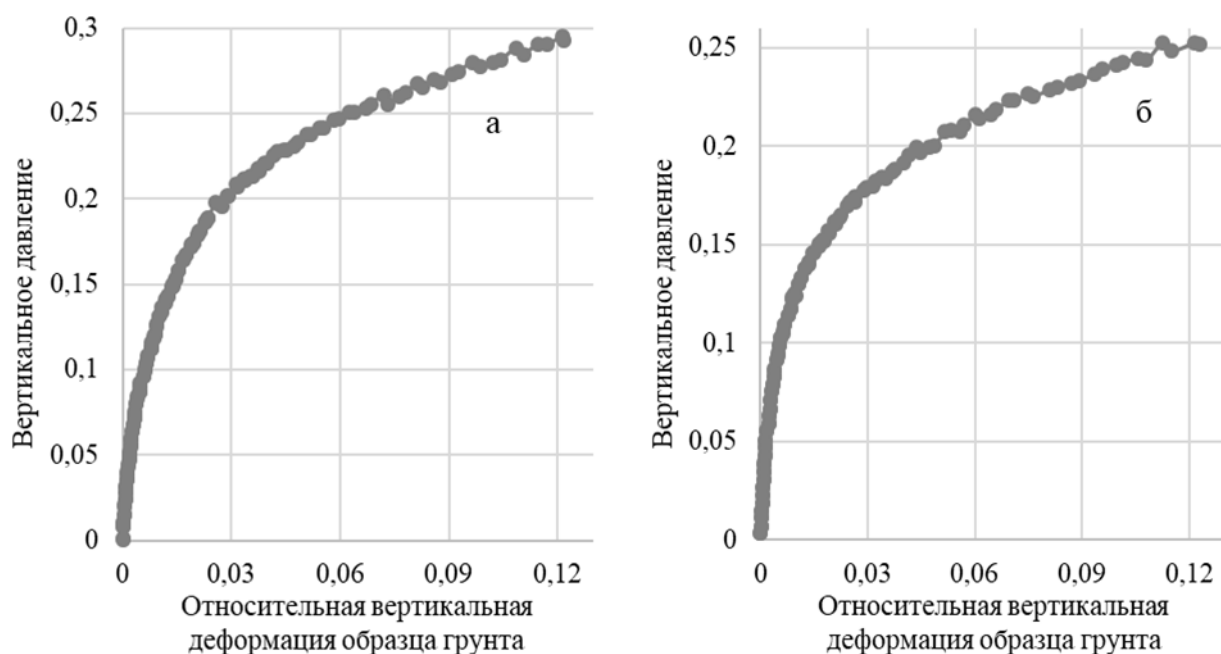 0,3
0,25
0,2
0,15
0,1
0,05
0
Вертикальное давление
а
0 0,03 0,06 0,09 0,12
Относительная вертикальная
деформация образца грунта
0,25
0,2
0,15
0,1
0,05
0
Вертикальное давление
б
0 0,03 0,06 0,09 0,12
Относительная вертикальная
деформация образца грунта